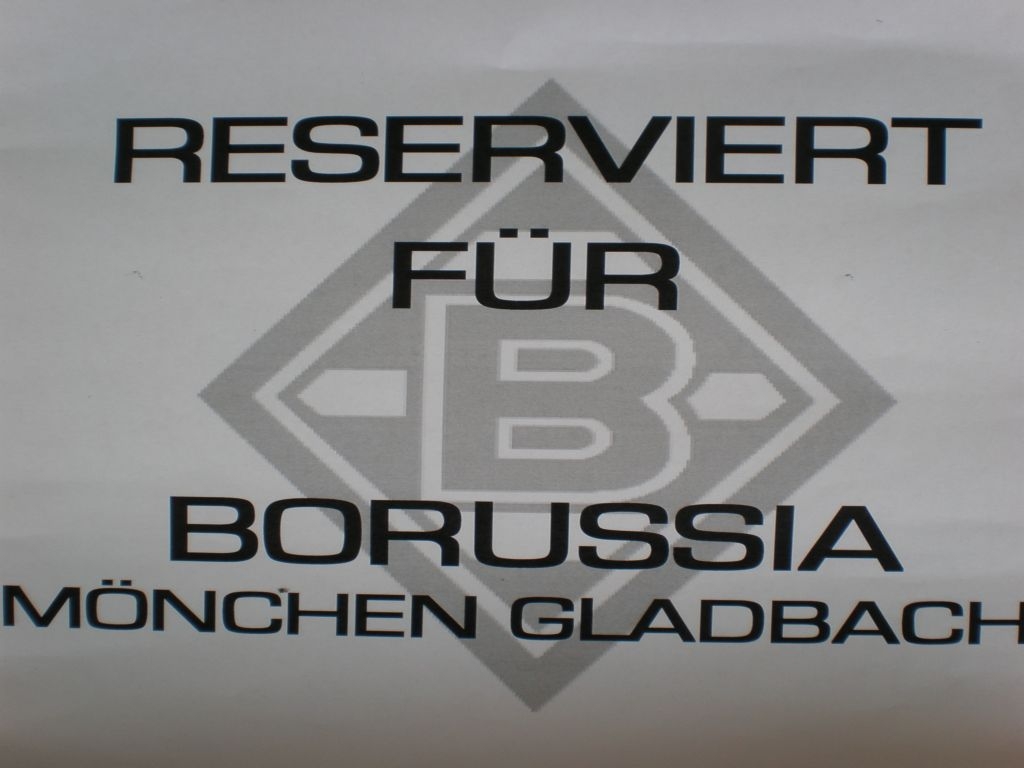 RESERVIERT
FÜR
B
BORUSSIA
MÖNCHEN GLADBACH